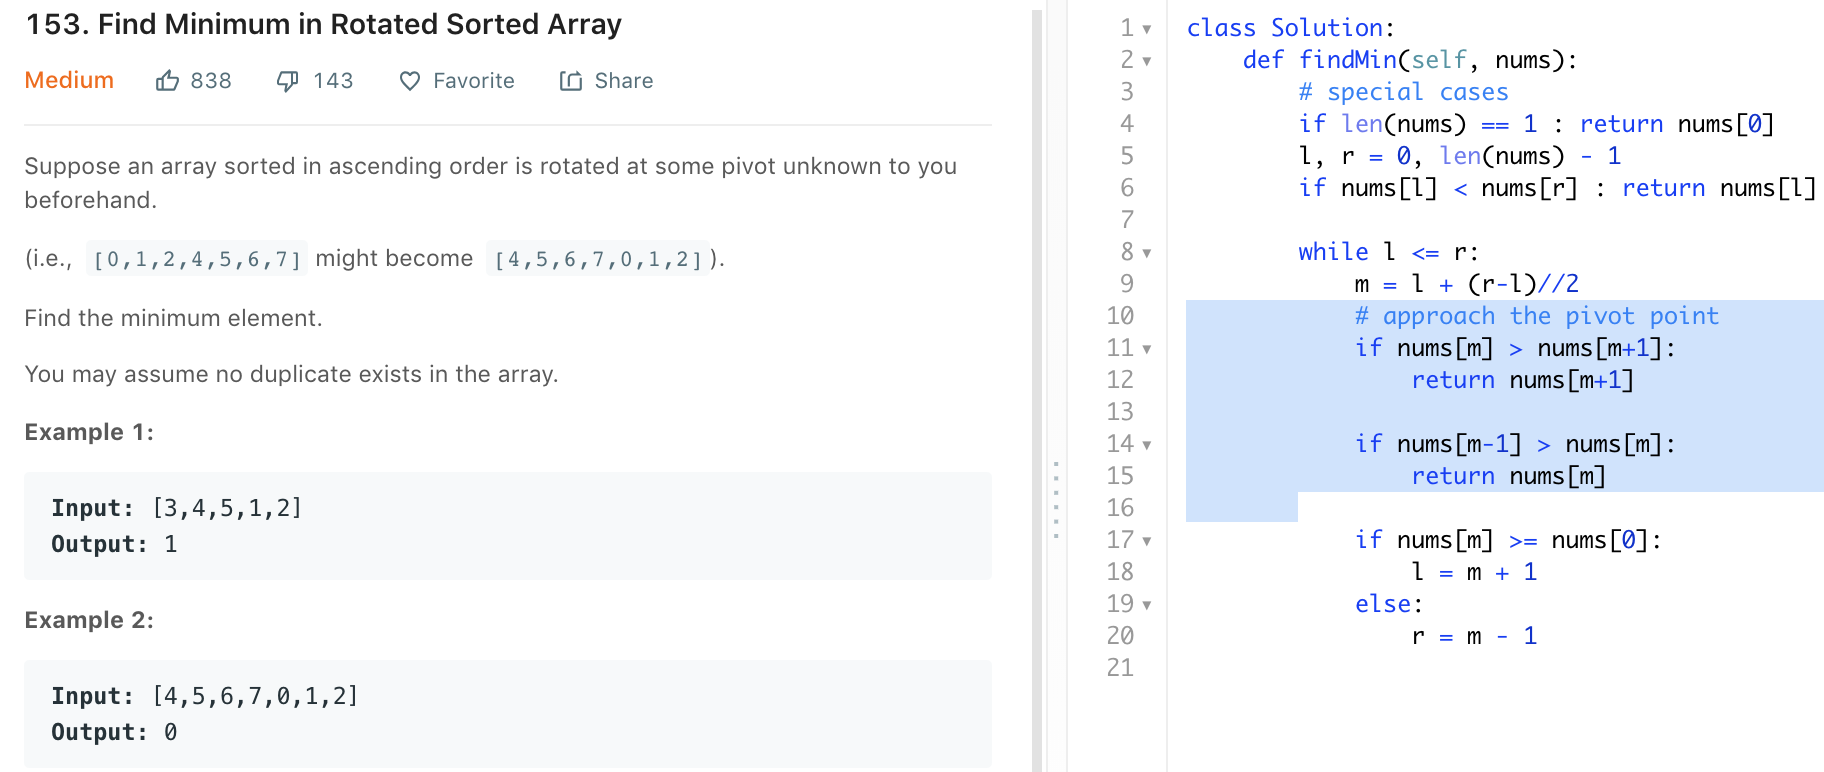 153. Find Minimum in Rotated Sorted Array
Medium 838 143 Favorite Share
Suppose an array sorted in ascending order is rotated at some pivot unknown to you
beforehand.
(i.e., [0,1,2,4,5,6,7] might become [4,5,6,7,0,1,2]).
Find the minimum element.
You may assume no duplicate exists in the array.
Example 1:
Input: [3,4,5,1,2]
Output: 1
Example 2:
Input: [4,5,6,7,0,1,2]
Output: 0
1 class Solution:
2     def findMin(self, nums):
3         # special cases
4         if len(nums) == 1 : return nums[0]
5         l, r = 0, len(nums) - 1
6         if nums[l] < nums[r] : return nums[l]
7
8         while l <= r:
9             m = l + (r-l)//2
10             # approach the pivot point
11             if nums[m] > nums[m+1]:
12                 return nums[m+1]
13
14             if nums[m-1] > nums[m]:
15                 return nums[m]
16
17             if nums[m] >= nums[0]:
18                 l = m + 1
19             else:
20                 r = m - 1
21